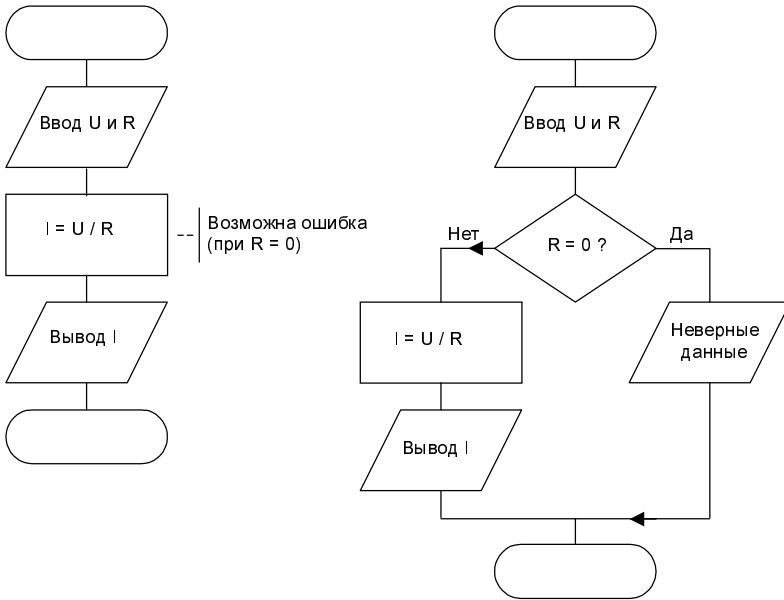 Ввод U и R
I = U / R
Возможна ошибка
(при R = 0)
Вывод I
Ввод U и R
R = 0 ?
Нет
Да
I = U / R
Вывод I
Неверные
данные